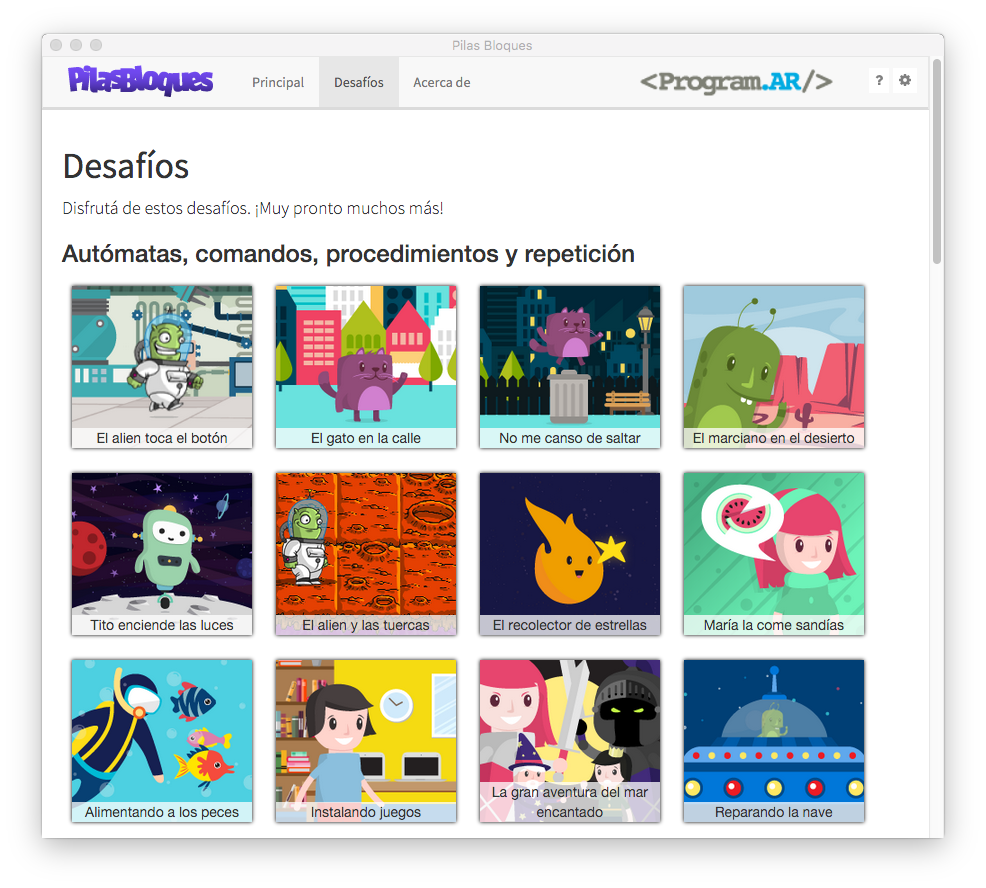 Pilas Bloques
PilasBloques
Principal
Desafíos
Acerca de
<Program.AR/>
?
Desafíos
Disfrutá de estos desafíos. ¡Muy pronto muchos más!
Autómatas, comandos, procedimientos y repetición
El alien toca el botón
El gato en la calle
No me canso de saltar
El marciano en el desierto
Tito enciende las luces
El alien y las tuercas
El recolector de estrellas
María la come sandías
Alimentando a los peces
Instalando juegos
La gran aventura del mar
encantado
Reparando la nave